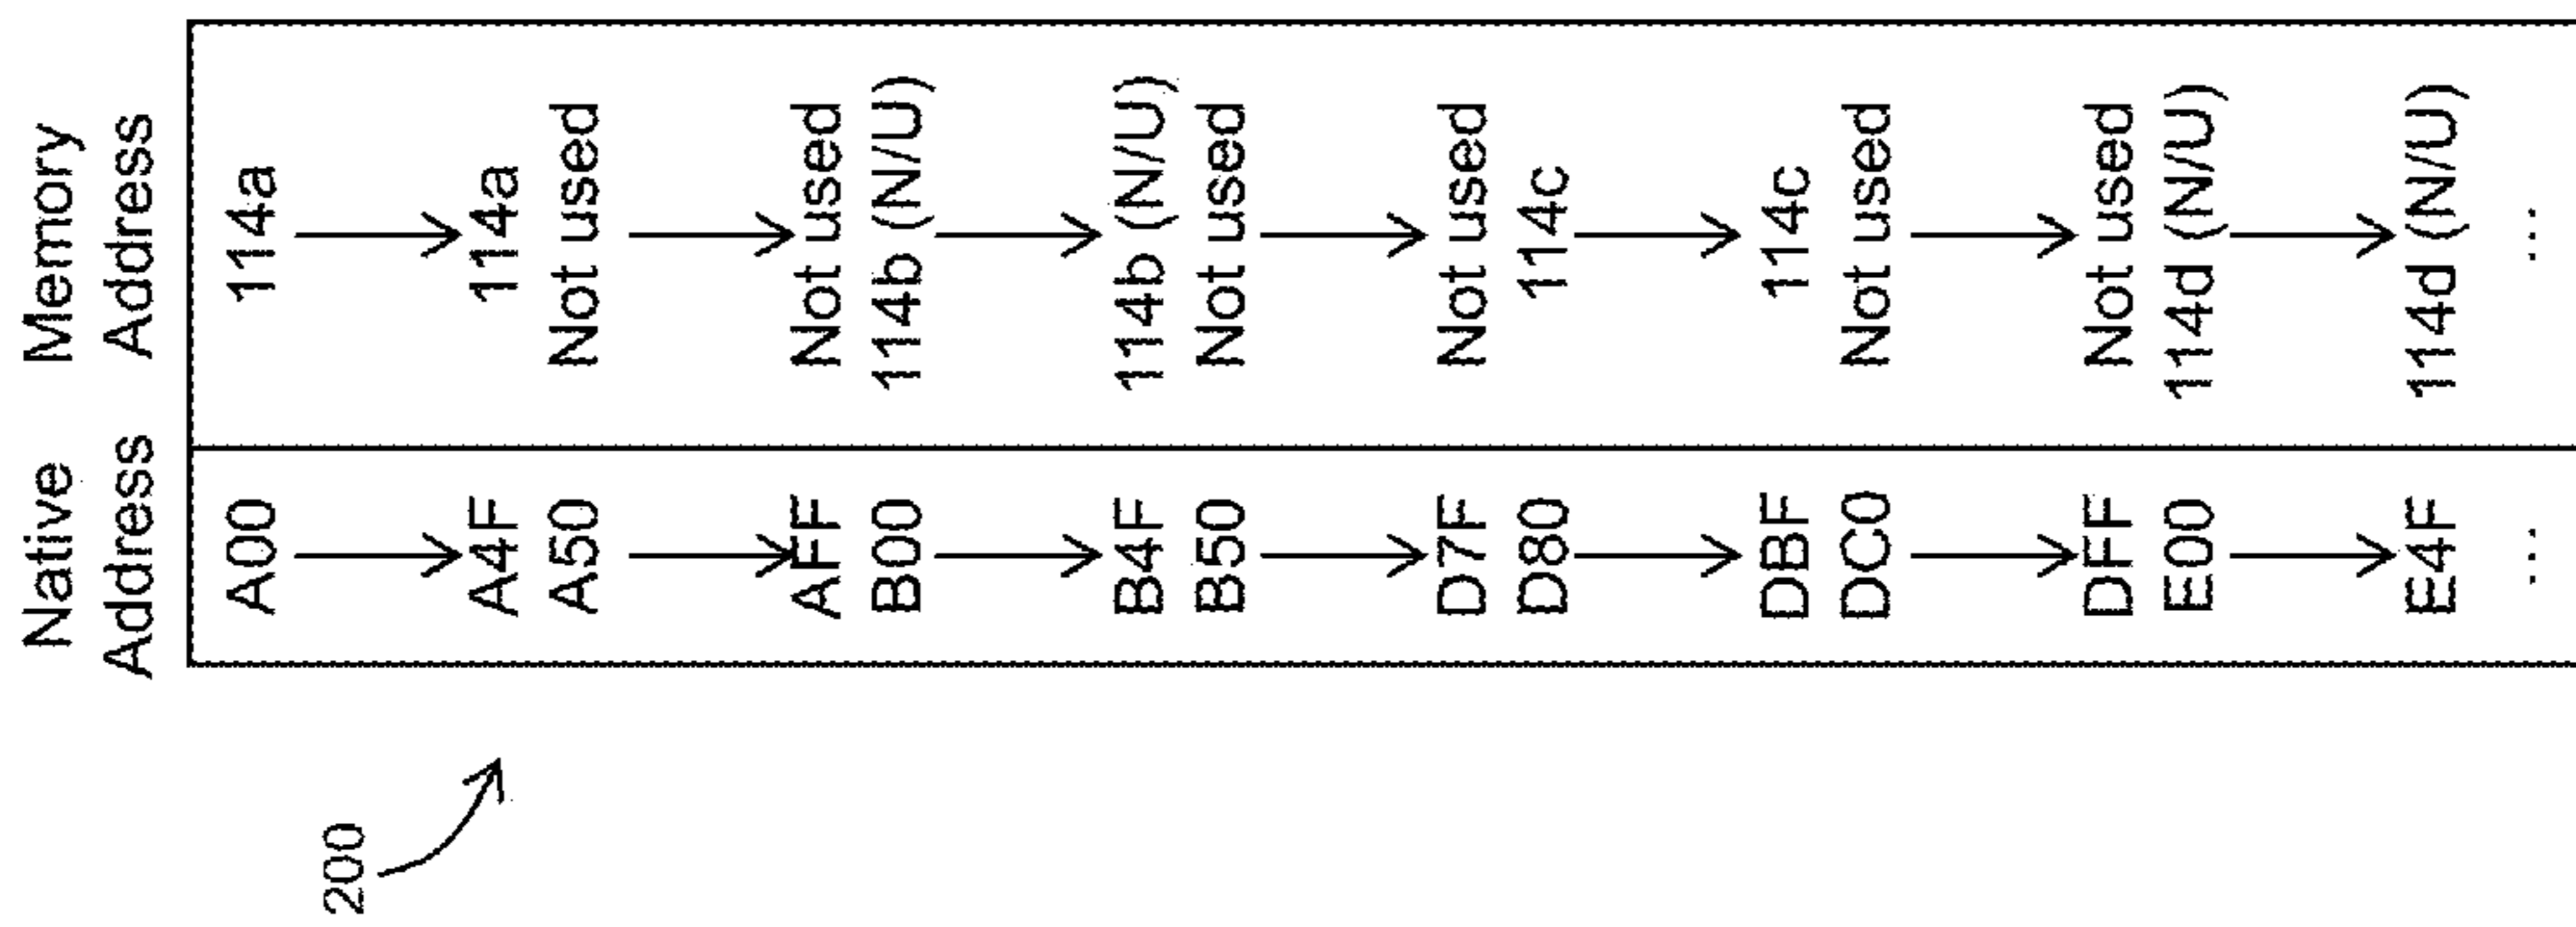 Native Address Memory Address
A00 114a
A4F 114a
A50 Not used
AFF Not used
B00 114b (N/U)
B4F 114b (N/U)
B50 Not used
D7F Not used
D80 114c
DBF 114c
DC0 Not used
DFF Not used
E00 114d (N/U)
E4F 114d (N/U)
... ...
200